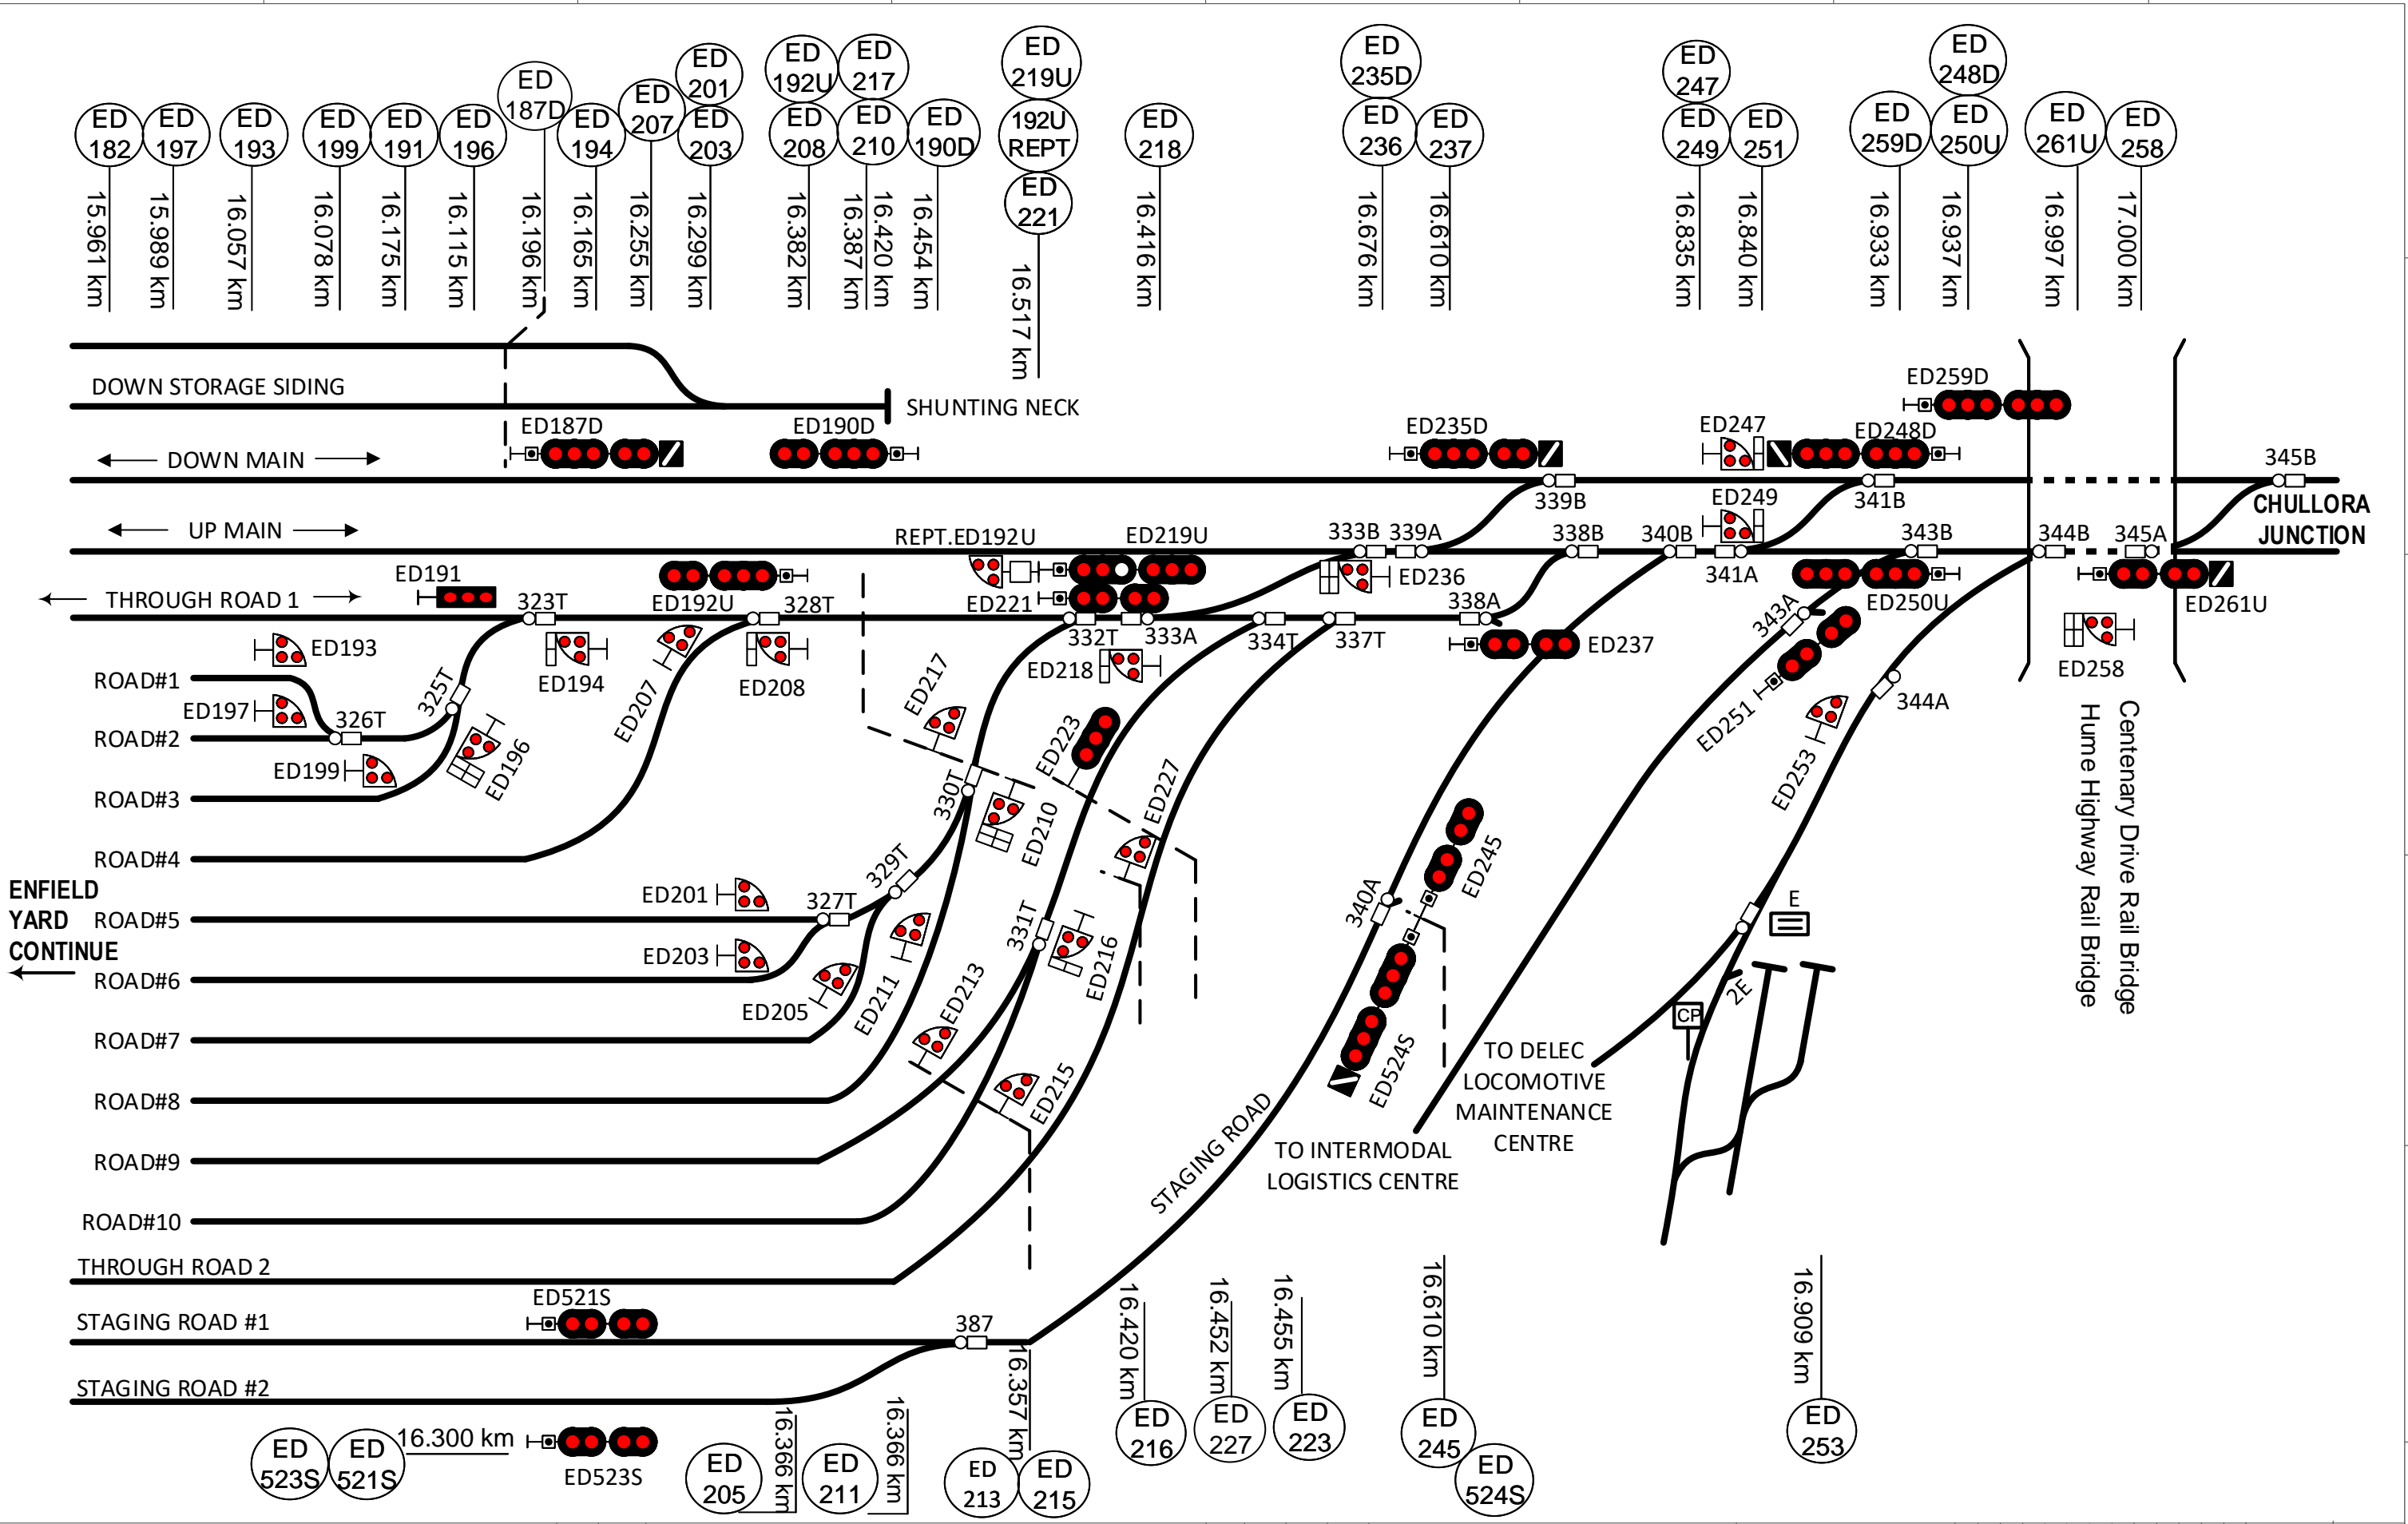 ED 182
ED 197
ED 193
ED 199
ED 191
ED 196
ED 187D
ED 194
ED 207
ED 201
ED 203
ED 192U
ED 208
ED 217
ED 210
ED 190D
ED 219U
192U REPT
ED 221
ED 218
ED 235D
ED 236
ED 237
ED 247
ED 249
ED 251
ED 259D
ED 248D
ED 250U
ED 261U
ED 258
15.961 km
15.989 km
16.057 km
16.078 km
16.175 km
16.115 km
16.196 km
16.165 km
16.255 km
16.299 km
16.382 km
16.387 km
16.420 km
16.454 km
16.517 km
16.416 km
16.676 km
16.610 km
16.835 km
16.840 km
16.933 km
16.937 km
16.997 km
17.000 km
DOWN STORAGE SIDING
SHUNTING NECK
ED187D
ED190D
ED235D
ED247
ED248D
ED259D
DOWN MAIN
339B
341B
345B
CHULLORA
JUNCTION
UP MAIN
REPT.ED192U
ED219U
333B
339A
338B
340B
ED249
341A
343B
344B
345A
ED191
THROUGH ROAD 1
323T
ED192U
328T
ED221
332T
333A
334T
337T
ED236
338A
ED237
343A
ED250U
ED261U
ED193
ED194
ED207
ED208
ED217
ED218
ED223
ED227
ED251
ED253
344A
ED258
ROAD#1
ED197
326T
325T
ROAD#2
ED199
ED196
ROAD#3
330T
ED210
ROAD#4
329T
ENFIELD
YARD
CONTINUE
ED201
327T
ROAD#5
ED203
ROAD#6
ED205
ED211
331T
ED216
ED213
ED215
340A
ED245
ED524S
E
2E
CP
Centenary Drive Rail Bridge
Hume Highway Rail Bridge
ROAD#7
ROAD#8
ROAD#9
ROAD#10
STAGING ROAD
TO DELEC
LOCOMOTIVE
MAINTENANCE
CENTRE
TO INTERMODAL
LOGISTICS CENTRE
THROUGH ROAD 2
ED521S
STAGING ROAD #1
387
STAGING ROAD #2
ED523S
16.300 km
16.366 km
16.366 km
16.357 km
16.420 km
16.452 km
16.455 km
16.610 km
16.909 km
ED 523S
ED 521S
ED 205
ED 211
ED 213
ED 215
ED 216
ED 227
ED 223
ED 245
ED 524S
ED 253